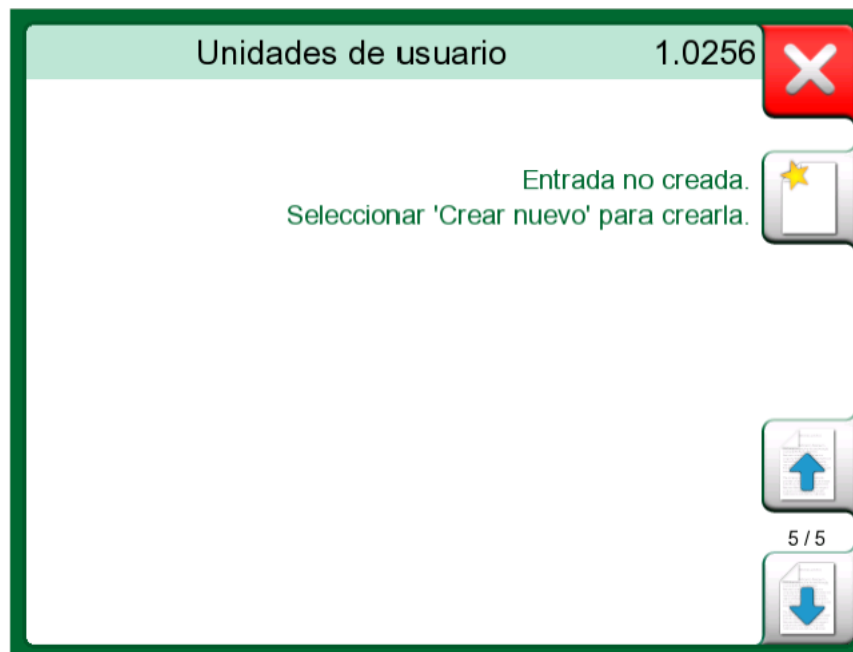 Unidades de usuario 1.0256
Entrada no creada.
Seleccionar 'Crear nuevo' para crearla.
5 / 5